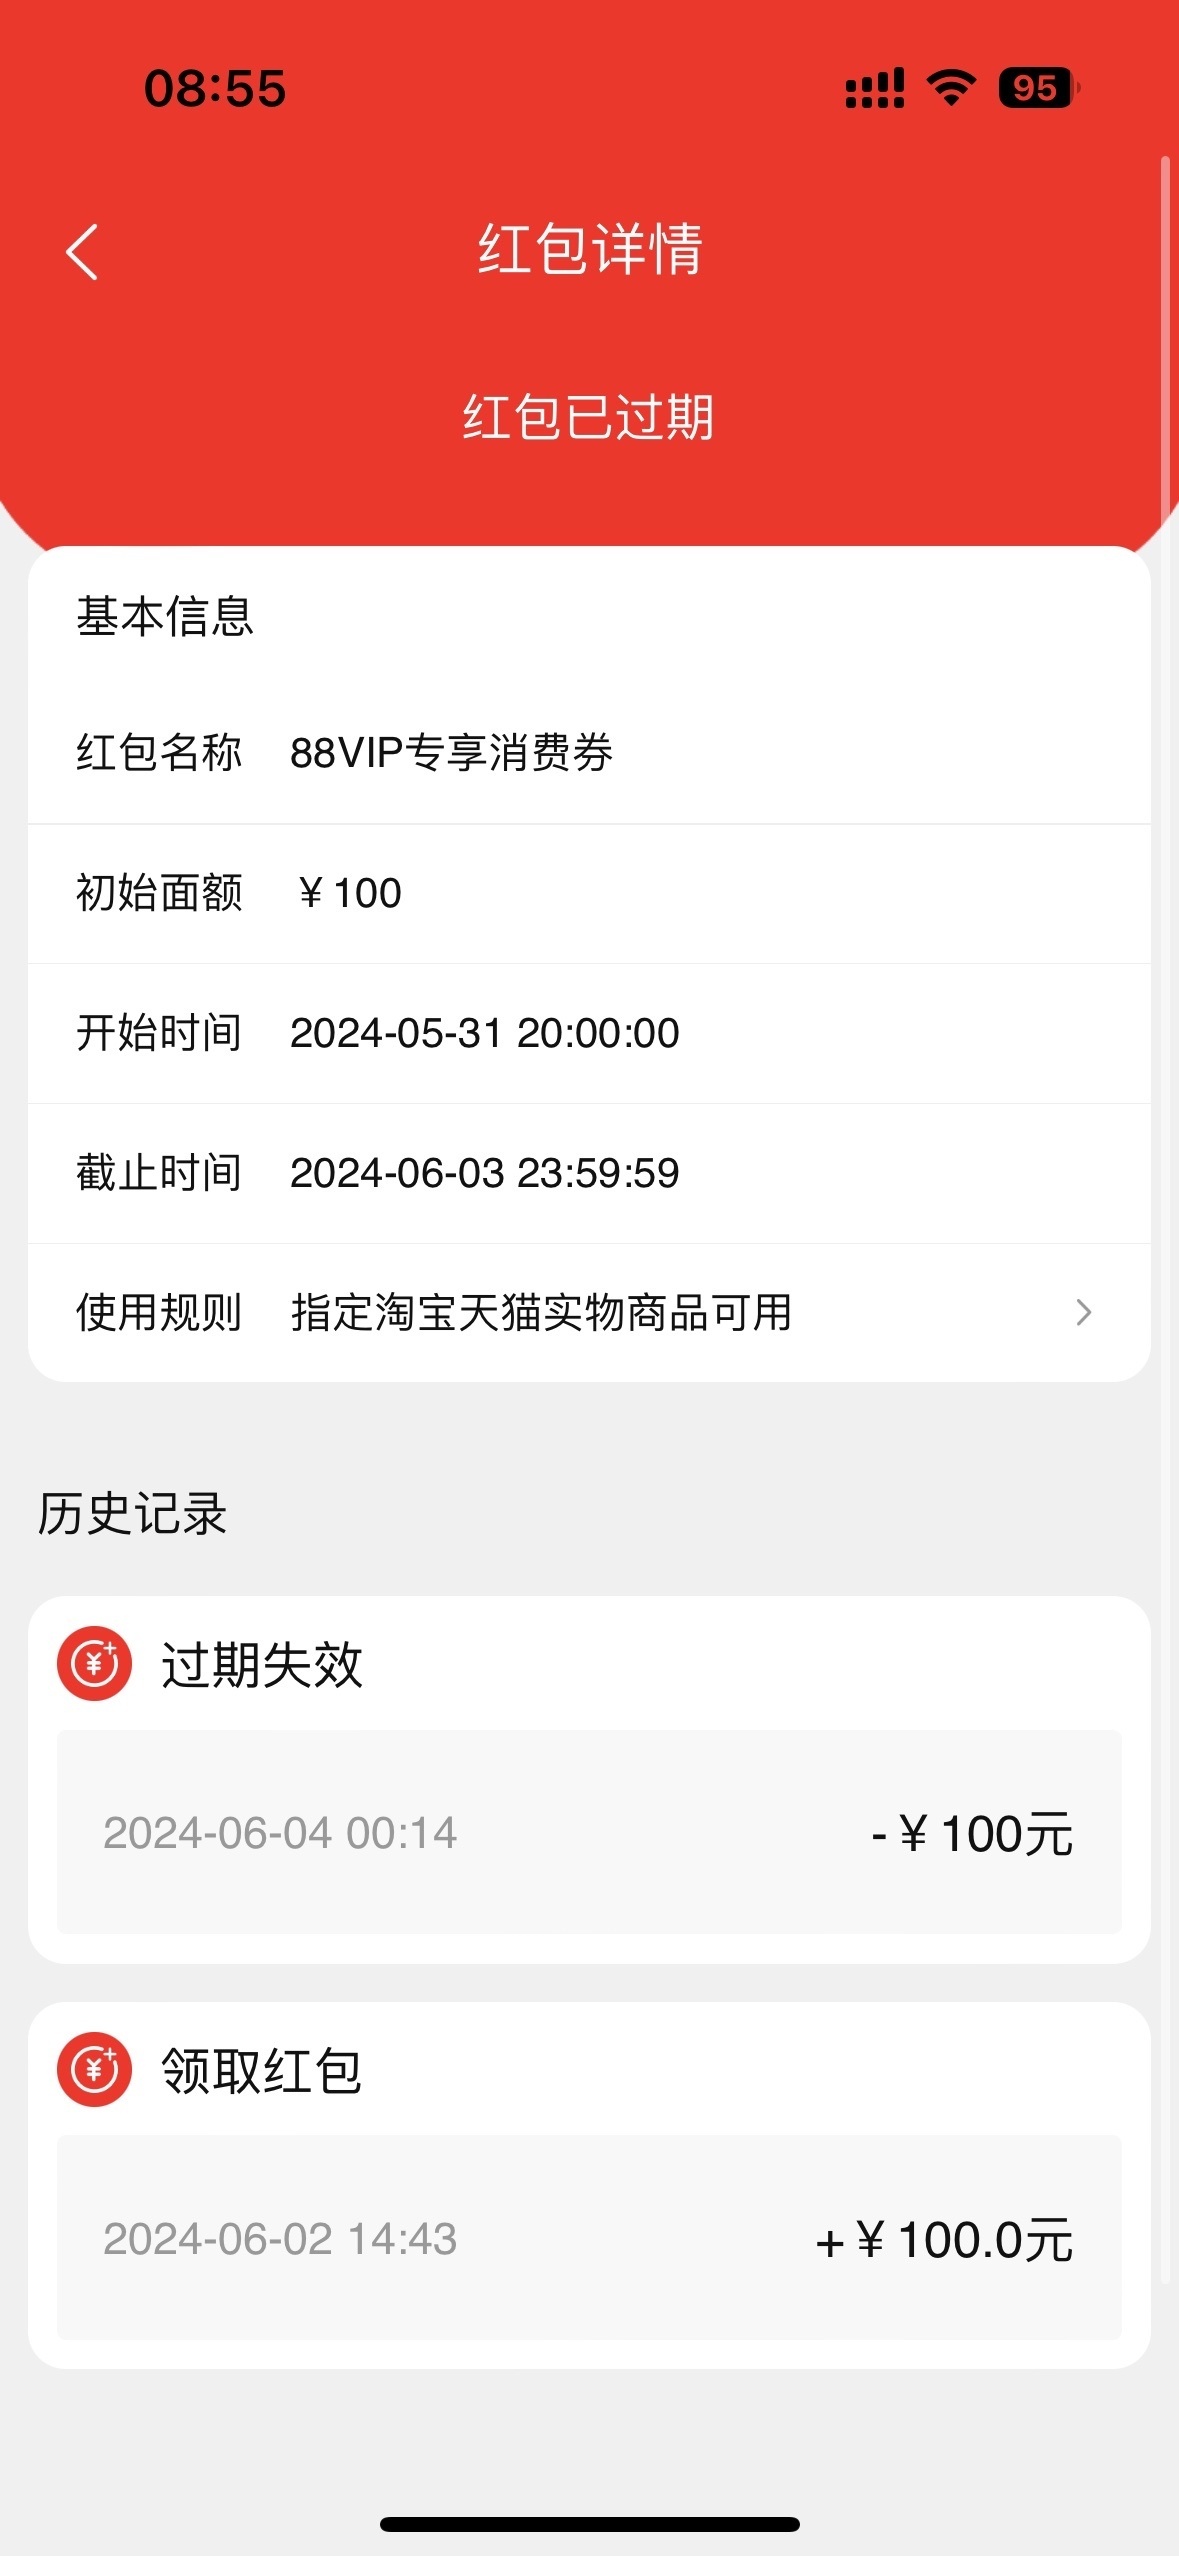 08:55
95
红包详情
红包已过期
基本信息
红包名称 88VIP专享消费券
初始面额 ￥100
开始时间 2024-05-31 20:00:00
截止时间 2024-06-03 23:59:59
使用规则 指定淘宝天猫实物商品可用
历史记录
过期失效
2024-06-04 00:14 -￥100元
领取红包
2024-06-02 14:43 +￥100.0元